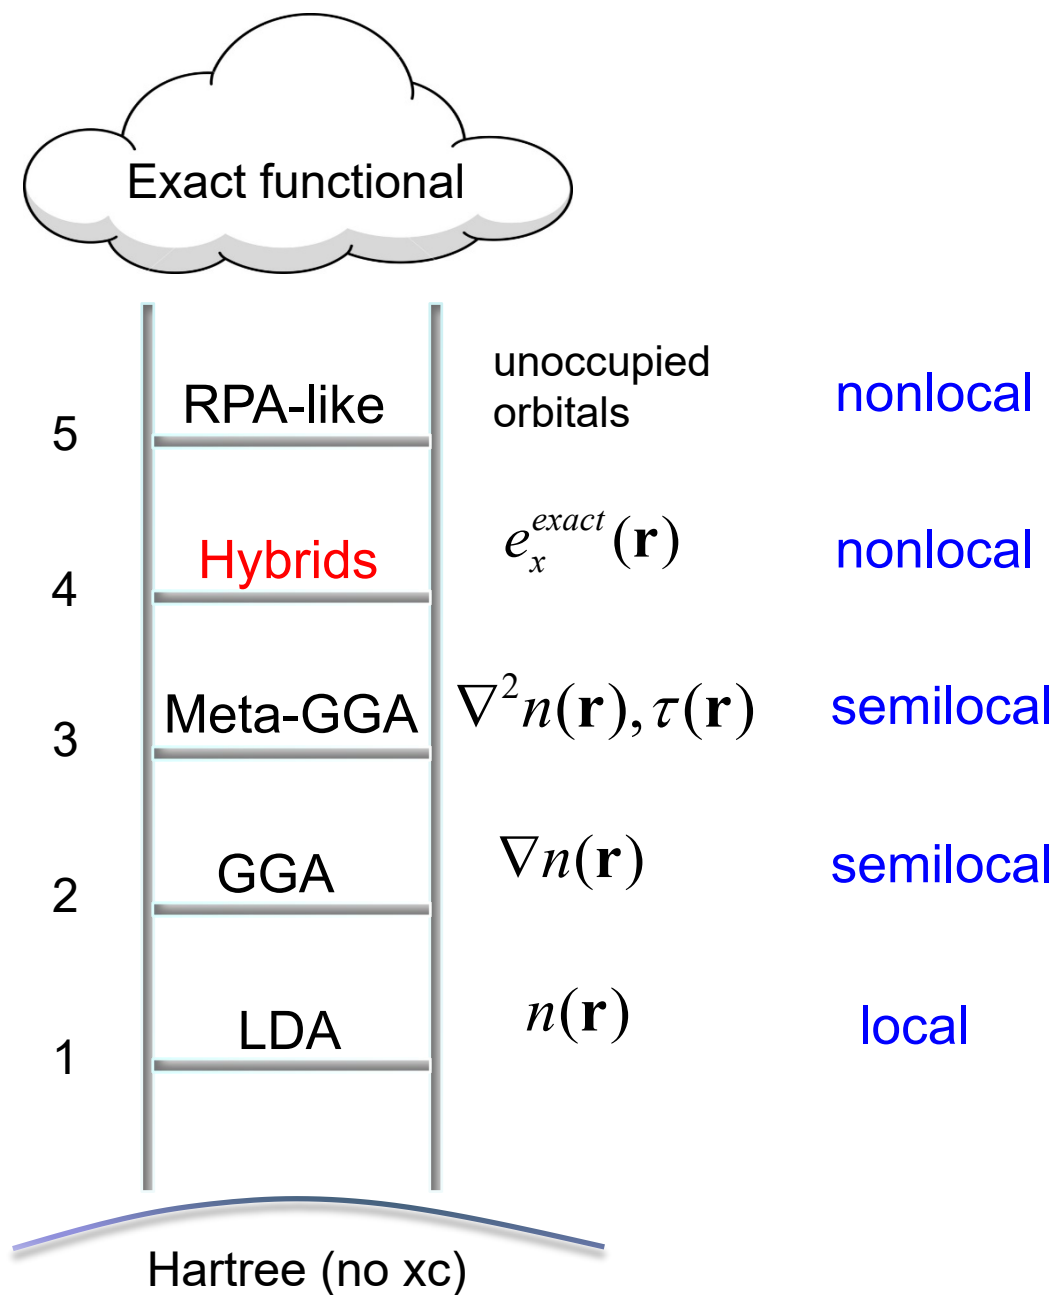 Exact functional
5 RPA-like unoccupied orbitals nonlocal
4 Hybrids e_x^{exact}(r) nonlocal
3 Meta-GGA ∇²n(r), τ(r) semilocal
2 GGA ∇n(r) semilocal
1 LDA n(r) local
Hartree (no xc)